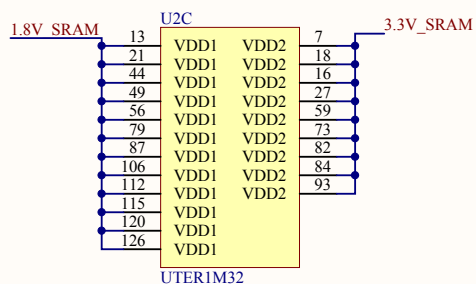 U2C
1.8V_SRAM 3.3V_SRAM
13 VDD1 VDD2 7
21 VDD1 VDD2 18
44 VDD1 VDD2 16
49 VDD1 VDD2 27
56 VDD1 VDD2 59
79 VDD1 VDD2 73
87 VDD1 VDD2 82
106 VDD1 VDD2 84
112 VDD1 VDD2 93
115 VDD1
120 VDD1
126 VDD1
UTER1M32